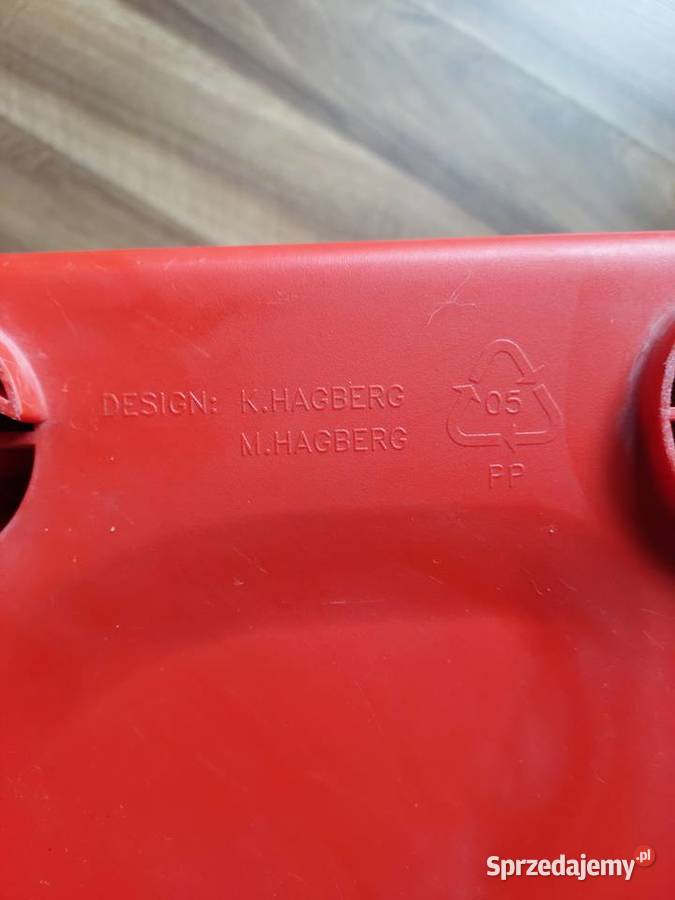 DESIGN: K.HAGBERG
M.HAGBERG
05
PP
Sprzedajemy.pl